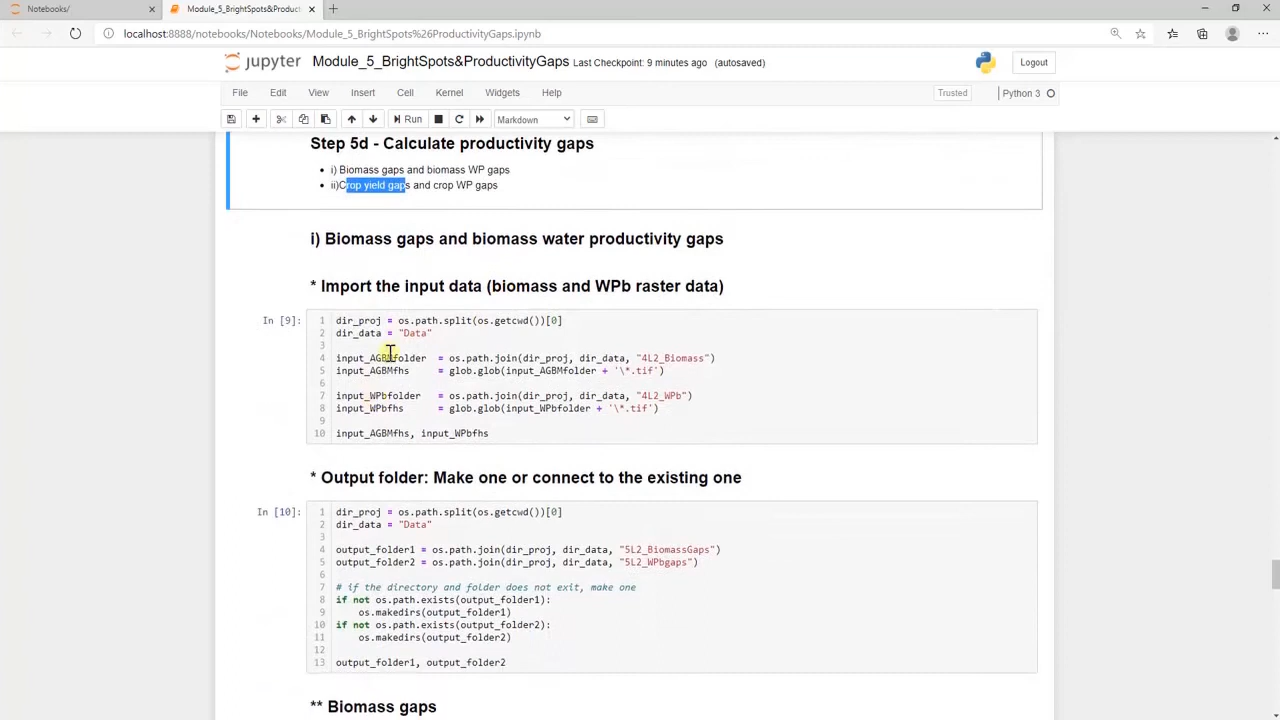 Notebooks/
Module_5_BrightSpots&Product
localhost:8888/notebooks/Notebooks/Module_5_BrightSpots%26ProductivityGaps.ipynb
jupyter
Module_5_BrightSpots&ProductivityGaps Last Checkpoint: 9 minutes ago (autosaved)
Logout
File Edit View Insert Cell Kernel Widgets Help
Trusted
Python 3
Run
Markdown
Step 5d - Calculate productivity gaps
i) Biomass gaps and biomass WP gaps
ii)Crop yield gaps and crop WP gaps
i) Biomass gaps and biomass water productivity gaps
* Import the input data (biomass and WPb raster data)
In [9]:
1 dir_proj = os.path.split(os.getcwd())[0]
2 dir_data = "Data"
3
4 input_AGBMfolder = os.path.join(dir_proj, dir_data, "4L2_Biomass")
5 input_AGBMfhs = glob.glob(input_AGBMfolder + '\*.tif')
6
7 input_WPbfolder = os.path.join(dir_proj, dir_data, "4L2_WPb")
8 input_WPbfhs = glob.glob(input_WPbfolder + '\*.tif')
9
10 input_AGBMfhs, input_WPbfhs
* Output folder: Make one or connect to the existing one
In [10]:
1 dir_proj = os.path.split(os.getcwd())[0]
2 dir_data = "Data"
3
4 output_folder1 = os.path.join(dir_proj, dir_data, "5L2_BiomassGaps")
5 output_folder2 = os.path.join(dir_proj, dir_data, "5L2_WPbgaps")
6
7 # if the directory and folder does not exit, make one
8 if not os.path.exists(output_folder1):
9 os.makedirs(output_folder1)
10 if not os.path.exists(output_folder2):
11 os.makedirs(output_folder2)
12
13 output_folder1, output_folder2
** Biomass gaps